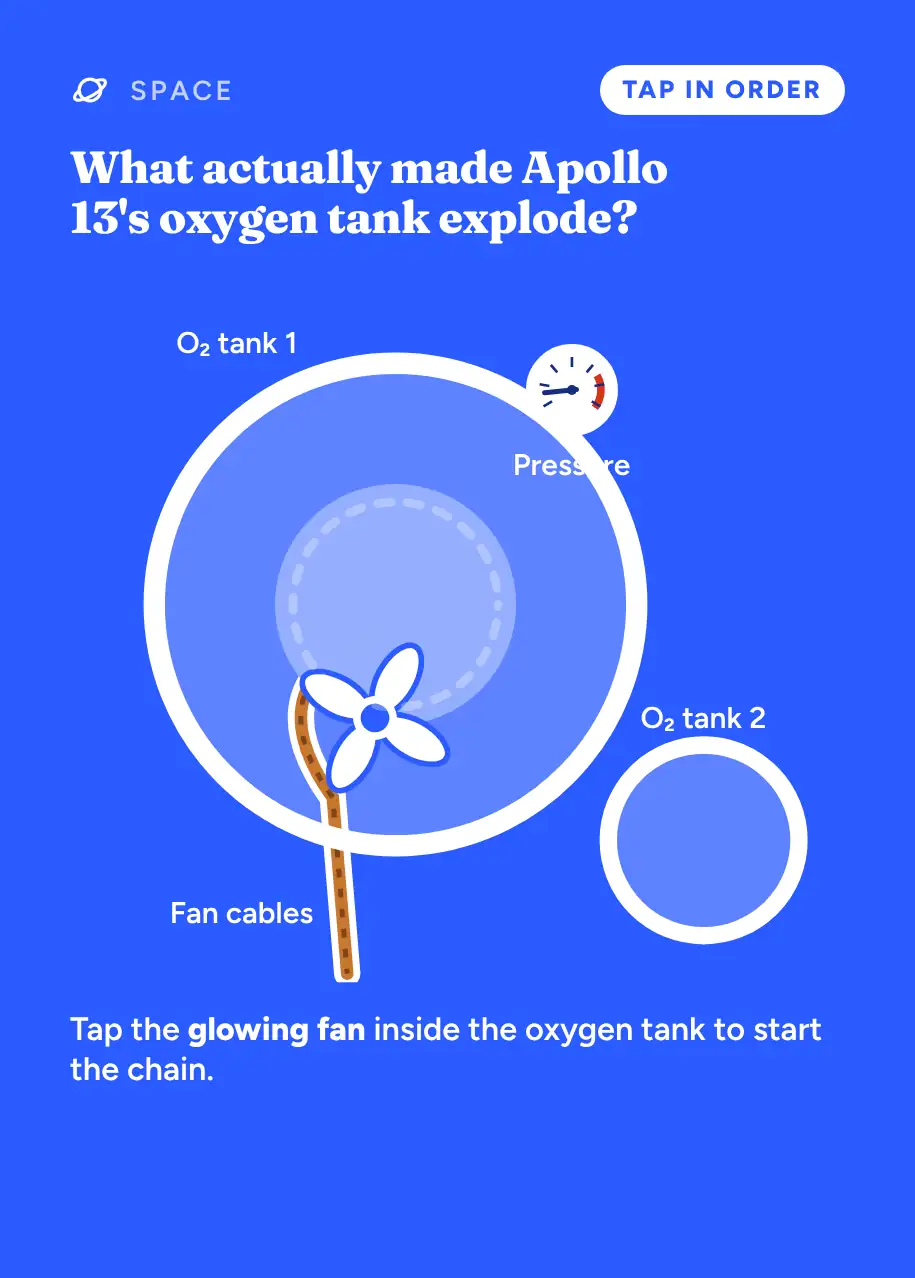 SPACE
TAP IN ORDER
What actually made Apollo
13's oxygen tank explode?
O₂ tank 1
Pressure
O₂ tank 2
Fan cables
Tap the glowing fan inside the oxygen tank to start
the chain.